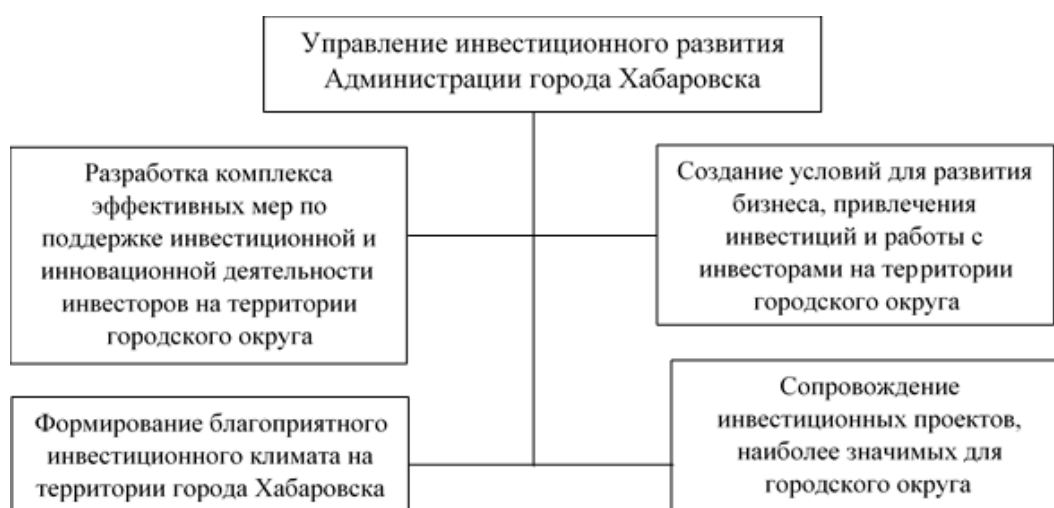 Управление инвестиционного развития
Администрации города Хабаровска
Разработка комплекса
эффективных мер по
поддержке инвестиционной и
инновационной деятельности
инвесторов на территории
городского округа
Создание условий для развития
бизнеса, привлечения
инвестиций и работы с
инвесторами на территории
городского округа
Формирование благоприятного
инвестиционного климата на
территории города Хабаровска
Сопровождение
инвестиционных проектов,
наиболее значимых для
городского округа